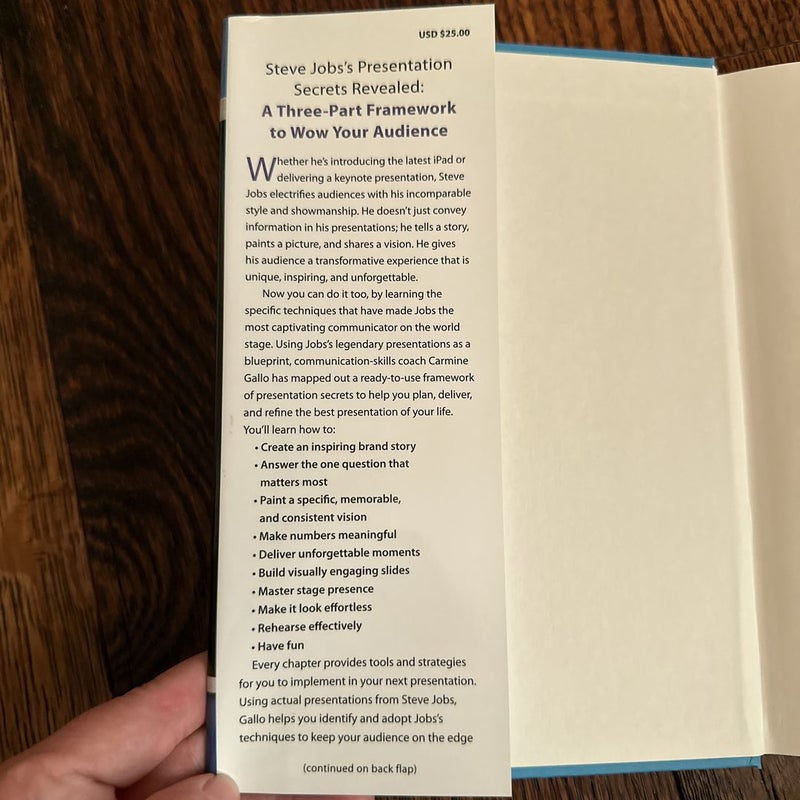 USD $25.00
Steve Jobs's Presentation
Secrets Revealed:
A Three-Part Framework
to Wow Your Audience
Whether he's introducing the latest iPad or
delivering a keynote presentation, Steve
Jobs electrifies audiences with his incomparable
style and showmanship. He doesn't just convey
information in his presentations; he tells a story,
paints a picture, and shares a vision. He gives
his audience a transformative experience that is
unique, inspiring, and unforgettable.
Now you can do it too, by learning the
specific techniques that have made Jobs the
most captivating communicator on the world
stage. Using Jobs's legendary presentations as a
blueprint, communication-skills coach Carmine
Gallo has mapped out a ready-to-use framework
of presentation secrets to help you plan, deliver,
and refine the best presentation of your life.
You'll learn how to:
• Create an inspiring brand story
• Answer the one question that
matters most
• Paint a specific, memorable,
and consistent vision
• Make numbers meaningful
• Deliver unforgettable moments
• Build visually engaging slides
• Master stage presence
• Make it look effortless
• Rehearse effectively
• Have fun
Every chapter provides tools and strategies
for you to implement in your next presentation.
Using actual presentations from Steve Jobs,
Gallo helps you identify and adopt Jobs's
techniques to keep your audience on the edge
(continued on back flap)